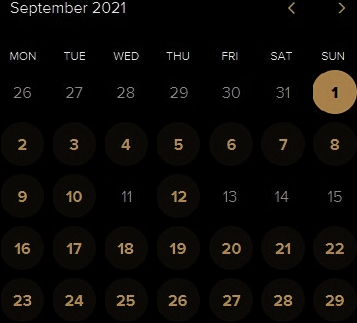 September 2021
MON TUE WED THU FRI SAT SUN
26 27 28 29 30 31 1
2 3 4 5 6 7 8
9 10 11 12 13 14 15
16 17 18 19 20 21 22
23 24 25 26 27 28 29